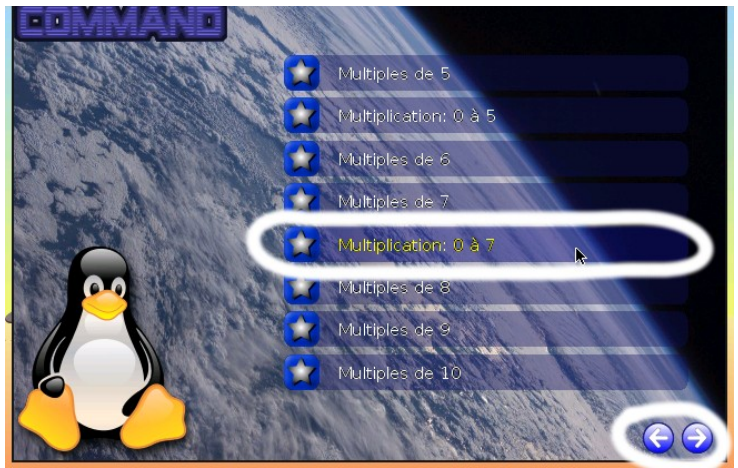 COMMAND
Multiples de 5
Multiplication: 0 à 5
Multiples de 6
Multiples de 7
Multiplication: 0 à 7
Multiples de 8
Multiples de 9
Multiples de 10